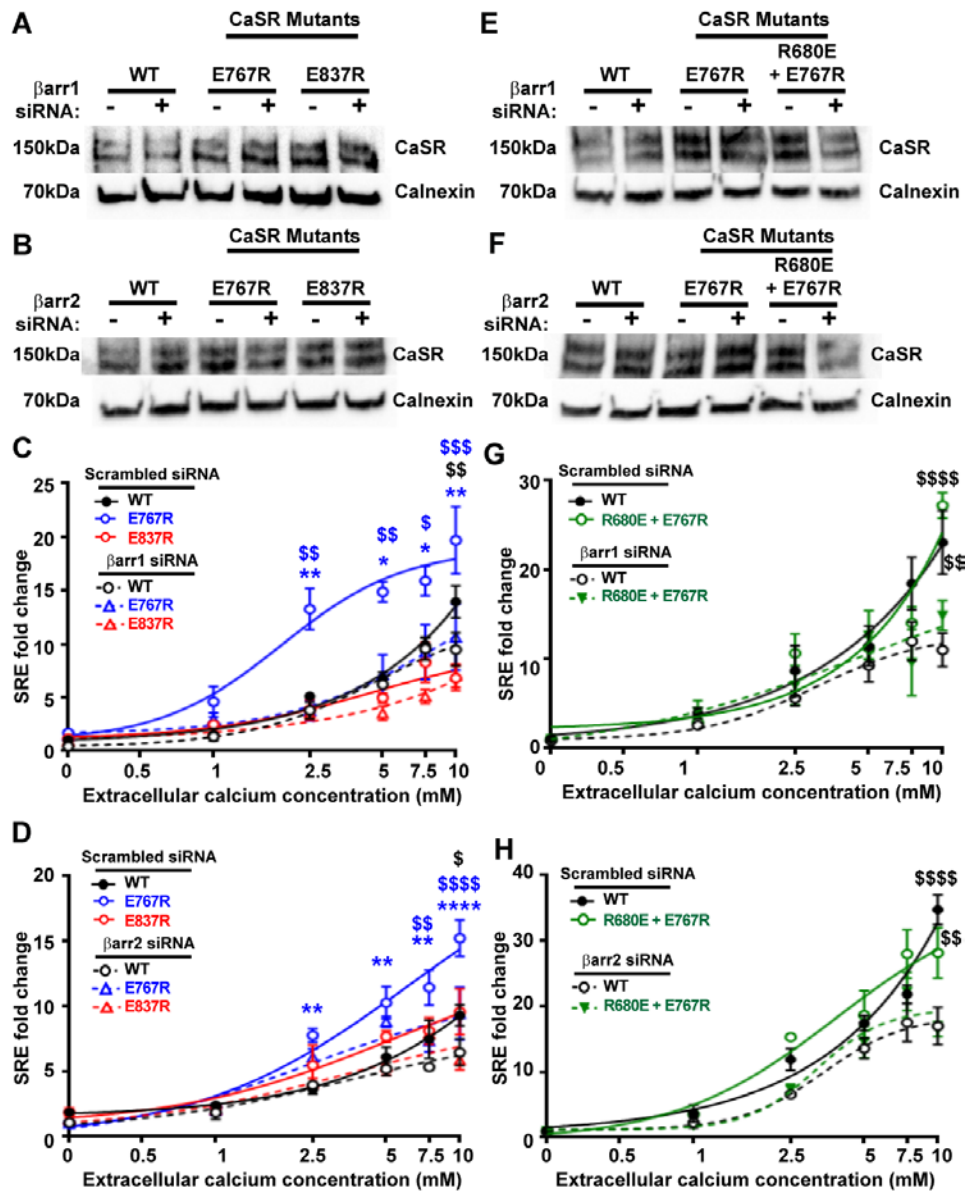 A
CaSR Mutants
WT
E767R
E837R
βarr1
siRNA:
- + - + - +
150kDa
CaSR
70kDa
Calnexin
B
CaSR Mutants
WT
E767R
E837R
βarr2
siRNA:
- + - + - +
150kDa
CaSR
70kDa
Calnexin
E
CaSR Mutants
WT
E767R
R680E
+ E767R
βarr1
siRNA:
- + - + - +
150kDa
CaSR
70kDa
Calnexin
F
CaSR Mutants
WT
E767R
R680E
+ E767R
βarr2
siRNA:
- + - + - +
150kDa
CaSR
70kDa
Calnexin
C
Scrambled siRNA
WT
E767R
E837R
βarr1 siRNA
WT
E767R
E837R
$$
**
$$
*
$
*
$$$
$$
**
SRE fold change
25
20
15
10
5
0
0 0.5 1 2.5 5 7.5 10
Extracellular calcium concentration (mM)
G
Scrambled siRNA
WT
R680E + E767R
βarr1 siRNA
WT
R680E + E767R
$$$$
$$
SRE fold change
30
20
10
0
0 0.5 1 2.5 5 7.5 10
Extracellular calcium concentration (mM)
D
Scrambled siRNA
WT
E767R
E837R
βarr2 siRNA
WT
E767R
E837R
**
**
$$
**
$
$$$$
****
SRE fold change
20
15
10
5
0
0 0.5 1 2.5 5 7.5 10
Extracellular calcium concentration (mM)
H
Scrambled siRNA
WT
R680E + E767R
βarr2 siRNA
WT
R680E + E767R
$$$$
$$
SRE fold change
40
30
20
10
0
0 0.5 1 2.5 5 7.5 10
Extracellular calcium concentration (mM)